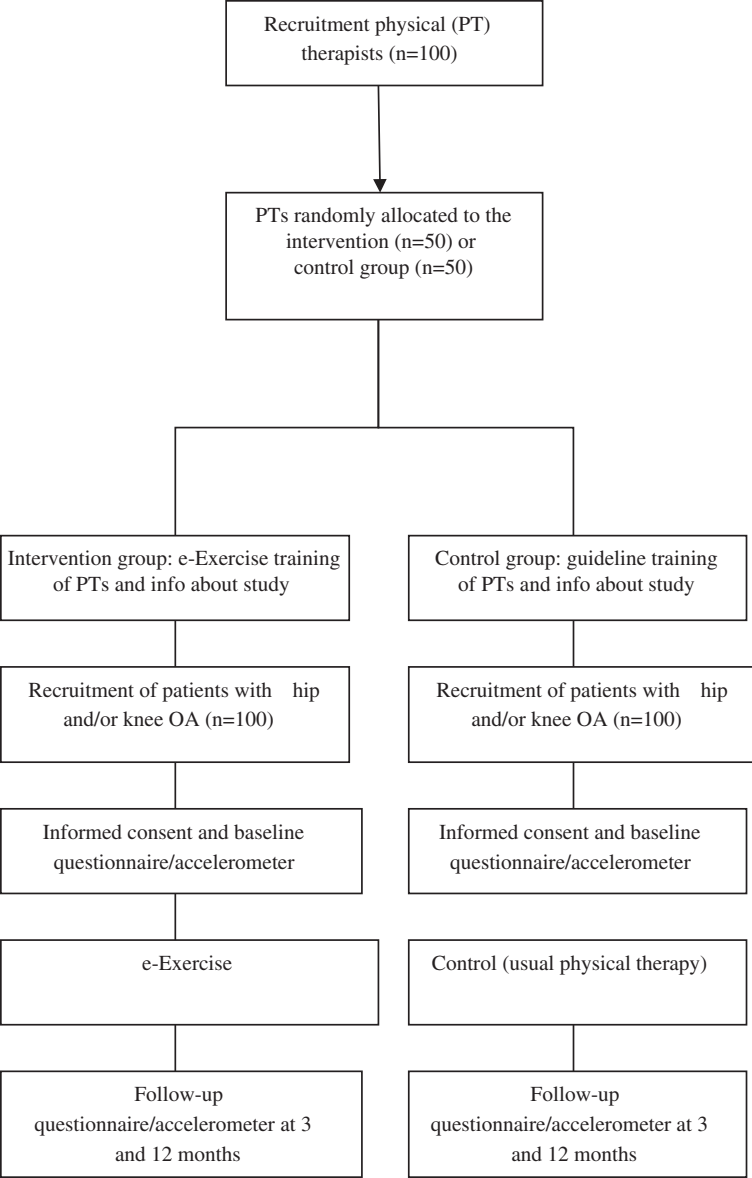 Recruitment physical (PT)
therapists (n=100)
PTs randomly allocated to the
intervention (n=50) or
control group (n=50)
Intervention group: e-Exercise training
of PTs and info about study
Control group: guideline training
of PTs and info about study
Recruitment of patients with hip
and/or knee OA (n=100)
Recruitment of patients with hip
and/or knee OA (n=100)
Informed consent and baseline
questionnaire/accelerometer
Informed consent and baseline
questionnaire/accelerometer
e-Exercise
Control (usual physical therapy)
Follow-up
questionnaire/accelerometer at 3
and 12 months
Follow-up
questionnaire/accelerometer at 3
and 12 months